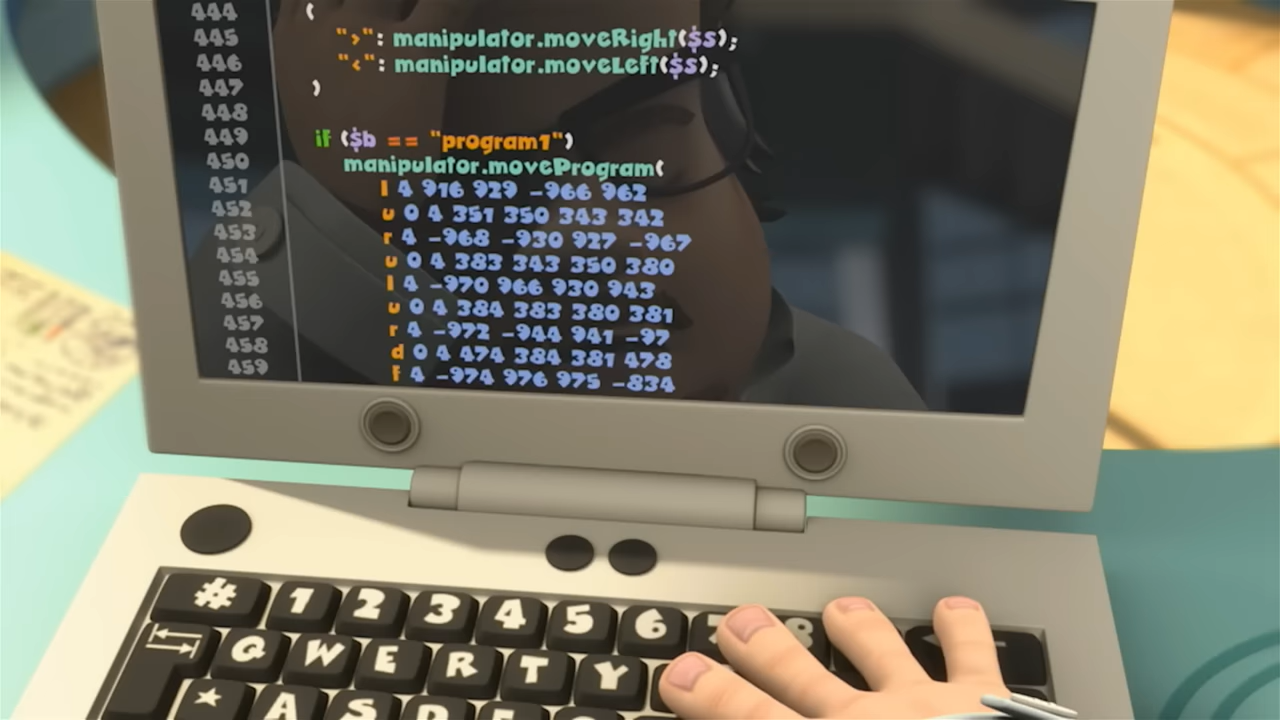 444 (
445 ">": manipulator.moveRight($s);
446 "<": manipulator.moveLeft($s);
447 )
448
449 if ($b == "program1")
450 manipulator.moveProgram(
451 l 4 916 929 -966 962
452 u 0 4 351 350 343 342
453 r 4 -968 -930 927 -967
454 u 0 4 383 343 350 380
455 l 4 -970 966 930 943
456 u 0 4 384 383 380 381
457 r 4 -972 -944 941 -97
458 d 0 4 474 384 381 478
459 f 4 -974 976 975 -834
# 1 2 3 4 5 6 7 8
Q W E R T Y
* A S D F G